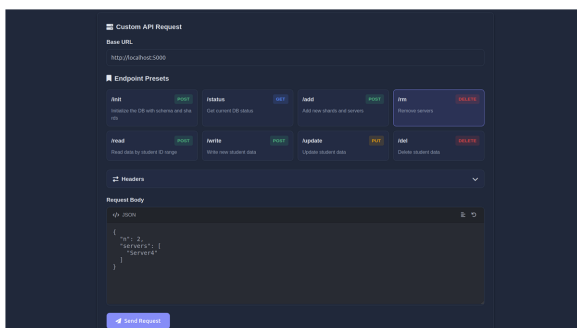 Custom API Request
Base URL
http://localhost:5000
Endpoint Presets
/init POST
Initialize the DB with schema and sha
rds
/status GET
Get current DB status
/add POST
Add new shards and servers
/rm DELETE
Remove servers
/read POST
Read data by student ID range
/write POST
Write new student data
/update PUT
Update student data
/del DELETE
Delete student data
Headers
Request Body
</> JSON
{
"n": 2,
"servers": [
"Server4"
]
}
Send Request